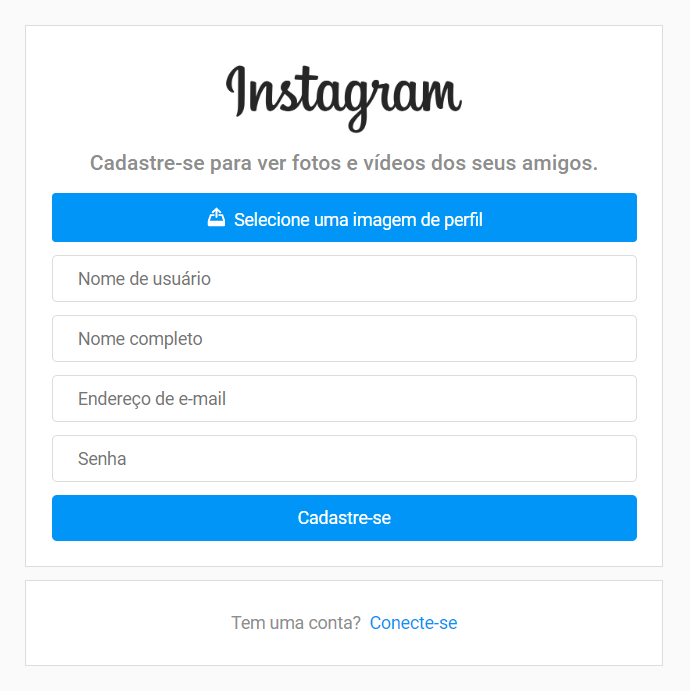 Instagram
Cadastre-se para ver fotos e vídeos dos seus amigos.
Selecione uma imagem de perfil
Nome de usuário
Nome completo
Endereço de e-mail
Senha
Cadastre-se
Tem uma conta? Conecte-se